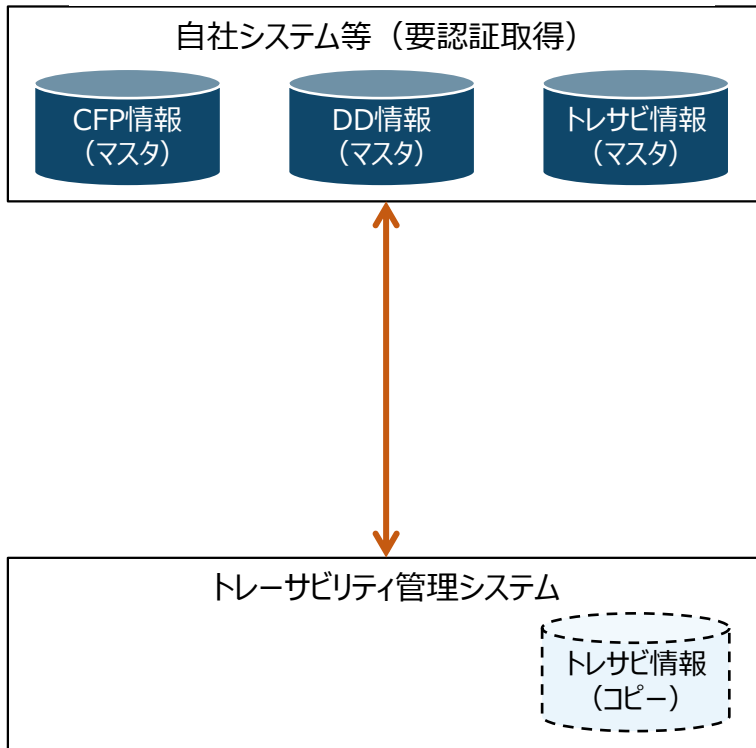 自社システム等（要認証取得）
CFP情報
（マスタ）
DD情報
（マスタ）
トレサビ情報
（マスタ）
トレーサビリティ管理システム
トレサビ情報
（コピー）